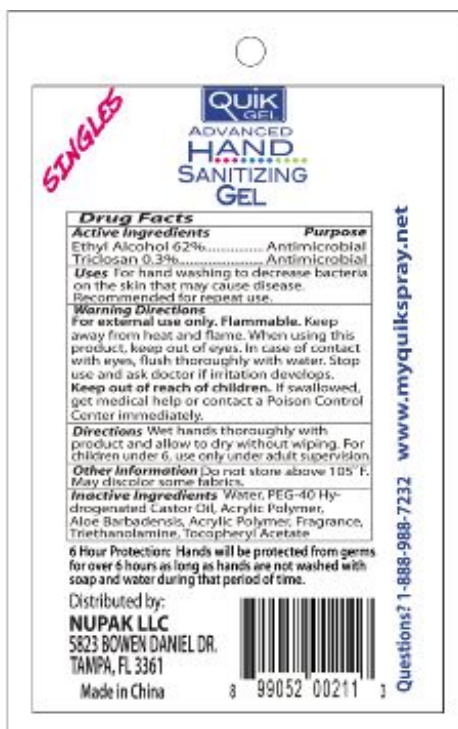 SINGLES
QUIK
GEL
ADVANCED
HAND
SANITIZING
GEL
Drug Facts
Active Ingredients Purpose
Ethyl Alcohol 62%.............. Antimicrobial
Triclosan 0.3%..................... Antimicrobial
Uses For hand washing to decrease bacteria
on the skin that may cause disease.
Recommended for repeat use.
Warning Directions
For external use only. Flammable. Keep
away from heat and flame. When using this
product, keep out of eyes. In case of contact
with eyes, flush thoroughly with water. Stop
use and ask doctor if irritation develops.
Keep out of reach of children. If swallowed,
get medical help or contact a Poison Control
Center immediately.
Directions Wet hands thoroughly with
product and allow to dry without wiping. For
children under 6, use only under adult supervision.
Other Information Do not store above 105°F.
May discolor some fabrics.
Inactive Ingredients Water, PEG-40 Hy-
drogenated Castor Oil, Acrylic Polymer,
Aloe Barbadensis, Acrylic Polymer, Fragrance,
Triethanolamine, Tocopheryl Acetate
6 Hour Protection: Hands will be protected from germs
for over 6 hours as long as hands are not washed with
soap and water during that period of time.
Distributed by:
NUPAK LLC
5823 BOWEN DANIEL DR.
TAMPA, FL 3361
Made in China
8 99052 00211 3
Questions? 1-888-988-7232 www.myquikspray.net